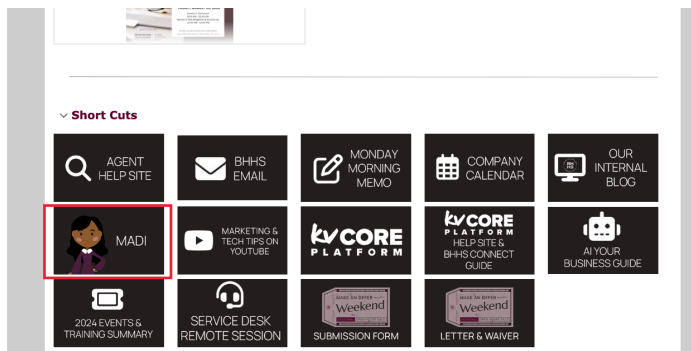 Short Cuts
AGENT
HELP SITE
BHHS
EMAIL
MONDAY
MORNING
MEMO
COMPANY
CALENDAR
OUR
INTERNAL
BLOG
MADI
MARKETING &
TECH TIPS ON
YOUTUBE
kvCORE
PLATFORM
kvCORE
PLATFORM
HELP SITE &
BHHS CONNECT
GUIDE
AI YOUR
BUSINESS GUIDE
2024 EVENTS &
TRAINING SUMMARY
SERVICE DESK
REMOTE SESSION
MAKE AN OFFER
Weekend
SUBMISSION FORM
MAKE AN OFFER
Weekend
LETTER & WAIVER